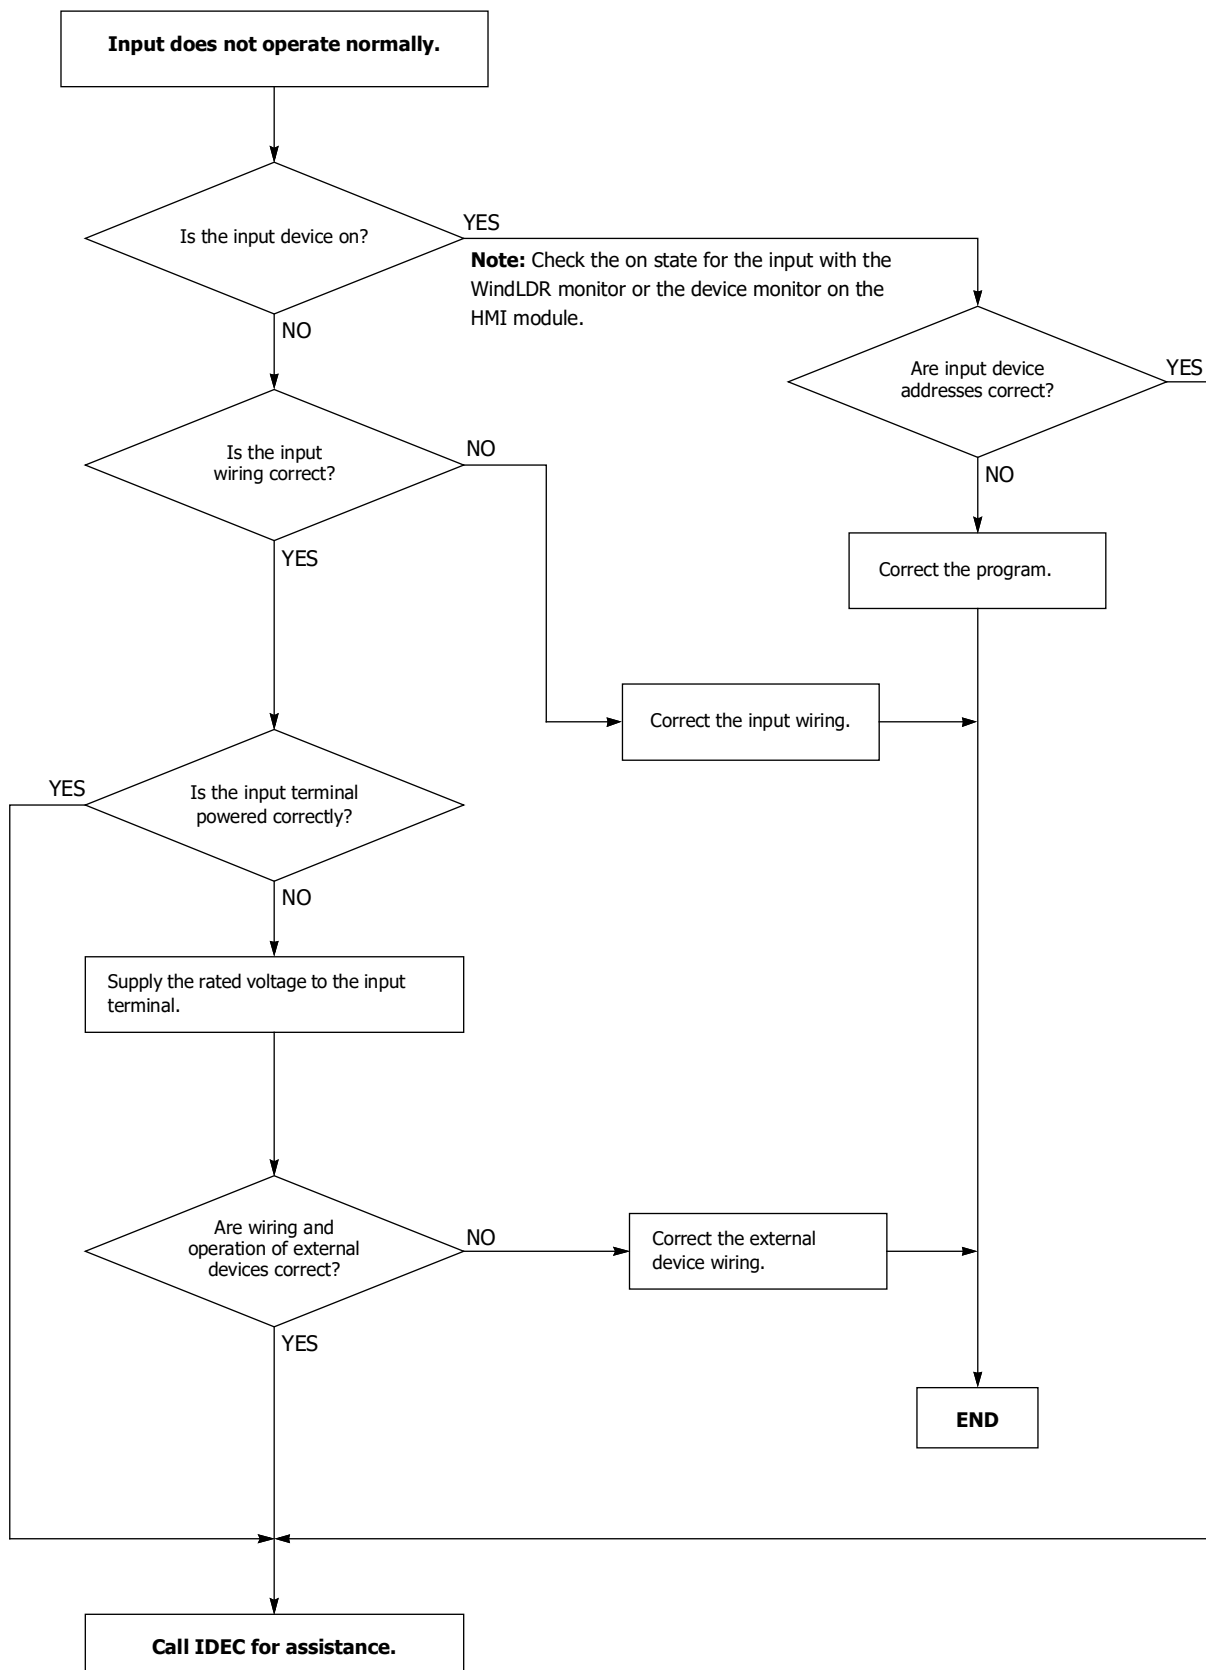 Input does not operate normally.
Is the input device on?
YES
Note: Check the on state for the input with the
WindLDR monitor or the device monitor on the
HMI module.
NO
Are input device
addresses correct?
YES
NO
Is the input
wiring correct?
NO
YES
Correct the program.
Correct the input wiring.
Is the input terminal
powered correctly?
YES
NO
Supply the rated voltage to the input
terminal.
Are wiring and
operation of external
devices correct?
NO
Correct the external
device wiring.
YES
END
Call IDEC for assistance.